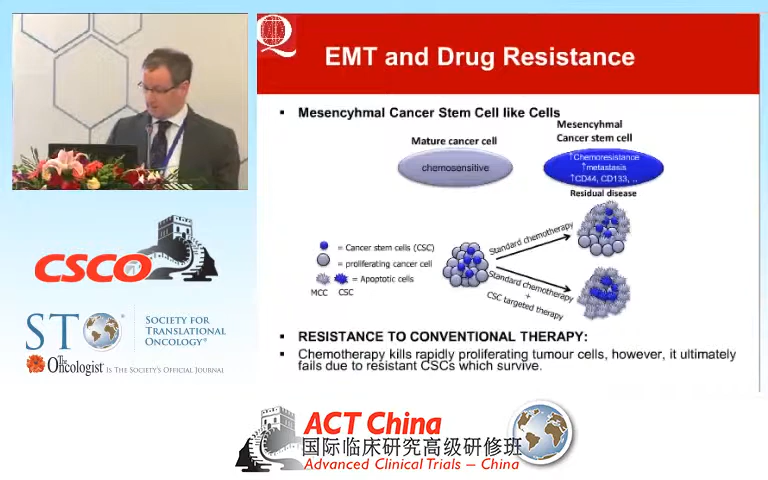 EMT and Drug Resistance
Mesencyhmal Cancer Stem Cell like Cells
Mature cancer cell
chemosensitive
Mesencyhmal
Cancer stem cell
↑Chemoresistance
↑metastasis
↑CD44, CD133, ..
Residual disease
= Cancer stem cells (CSC)
= proliferating cancer cell
= Apoptotic cells
MCC CSC
Standard chemotherapy
Standard chemotherapy
+
CSC targeted therapy
RESISTANCE TO CONVENTIONAL THERAPY:
Chemotherapy kills rapidly proliferating tumour cells, however, it ultimately
fails due to resistant CSCs which survive.
CSCO
STO
SOCIETY FOR
TRANSLATIONAL
ONCOLOGY®
The Oncologist IS THE SOCIETY'S OFFICIAL JOURNAL
ACT China
国际临床研究高级研修班
Advanced Clinical Trials – China